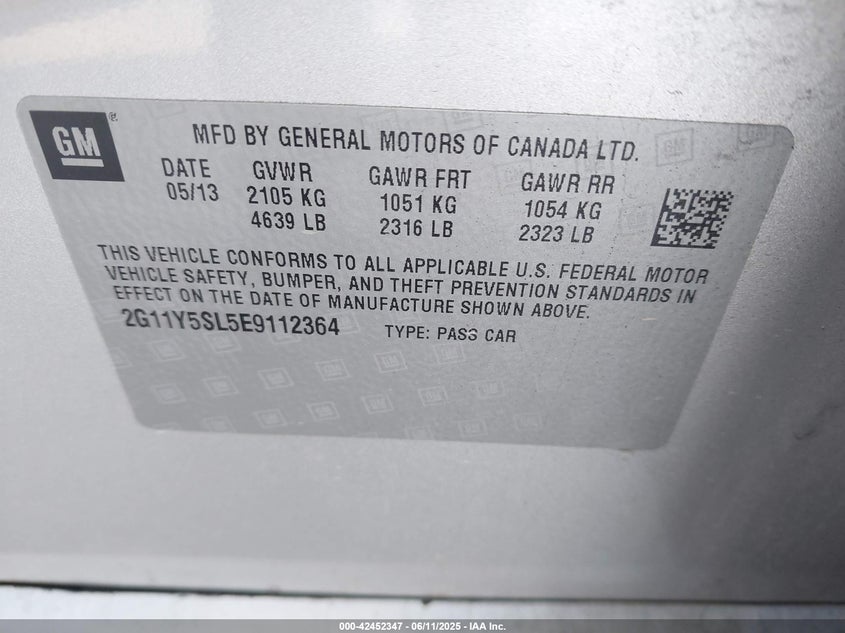 GM®
MFD BY GENERAL MOTORS OF CANADA LTD.
DATE GVWR GAWR FRT GAWR RR
05/13 2105 KG 1051 KG 1054 KG
4639 LB 2316 LB 2323 LB
THIS VEHICLE CONFORMS TO ALL APPLICABLE U.S. FEDERAL MOTOR
VEHICLE SAFETY, BUMPER, AND THEFT PREVENTION STANDARDS IN
EFFECT ON THE DATE OF MANUFACTURE SHOWN ABOVE.
2G11Y5SL5E9112364 TYPE: PASS CAR
000-42452347 - 06/11/2025 - IAA Inc.